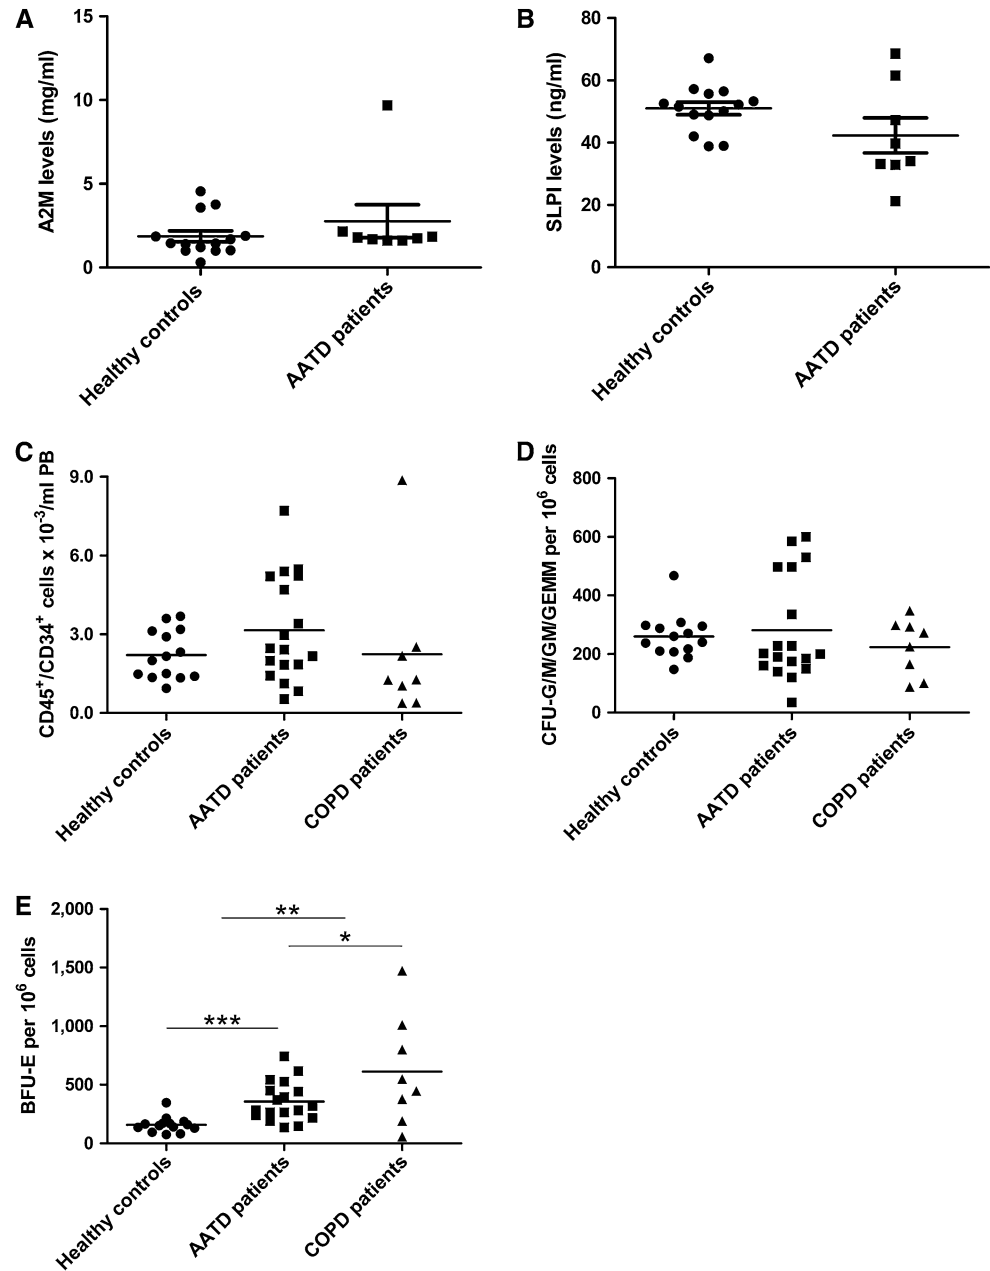 A
A2M levels (mg/ml)
15
10
5
0
Healthy controls
AATD patients
B
SLPI levels (ng/ml)
80
60
40
20
0
Healthy controls
AATD patients
C
CD45⁺/CD34⁺ cells x 10⁻³/ml PB
9.0
6.0
3.0
0.0
Healthy controls
AATD patients
COPD patients
D
CFU-G/M/GM/GEMM per 10⁶ cells
800
600
400
200
0
Healthy controls
AATD patients
COPD patients
E
BFU-E per 10⁶ cells
2,000
1,500
1,000
500
0
**
*
***
Healthy controls
AATD patients
COPD patients